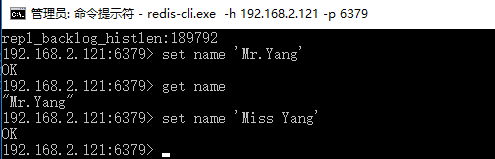 管理员: 命令提示符 - redis-cli.exe -h 192.168.2.121 -p 6379
repl_backlog_histlen:189792
192.168.2.121:6379> set name 'Mr.Yang'
OK
192.168.2.121:6379> get name
"Mr.Yang"
192.168.2.121:6379> set name 'Miss Yang'
OK
192.168.2.121:6379>